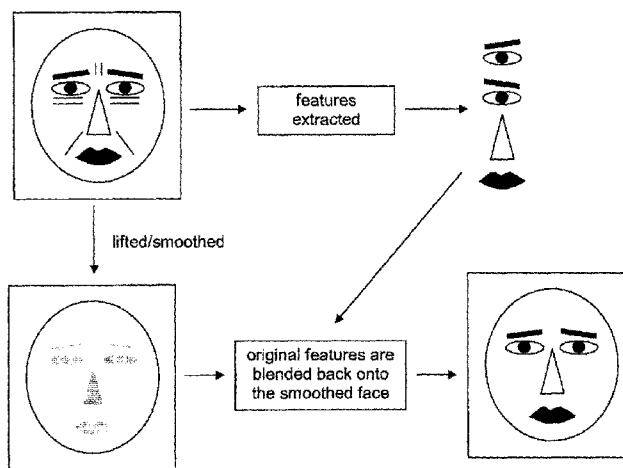 features
extracted
lifted/smoothed
original features are
blended back onto
the smoothed face